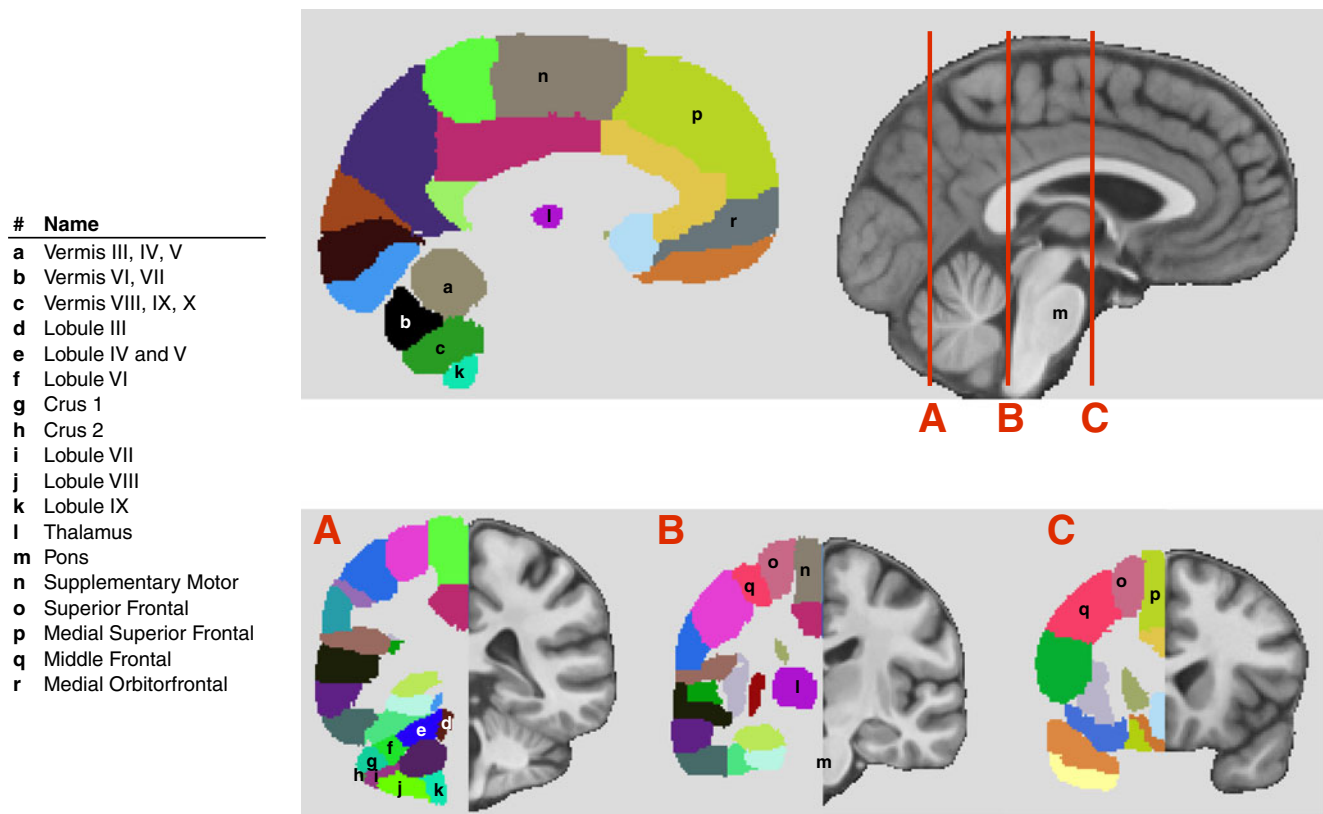 # Name
a Vermis III, IV, V
b Vermis VI, VII
c Vermis VIII, IX, X
d Lobule III
e Lobule IV and V
f Lobule VI
g Crus 1
h Crus 2
i Lobule VII
j Lobule VIII
k Lobule IX
l Thalamus
m Pons
n Supplementary Motor
o Superior Frontal
p Medial Superior Frontal
q Middle Frontal
r Medial Orbitorfrontal
n
p
l
r
a
b
c
k
m
A B C
A
d
e
f
g
h
i
j
k
B
o
n
q
l
m
C
o
p
q